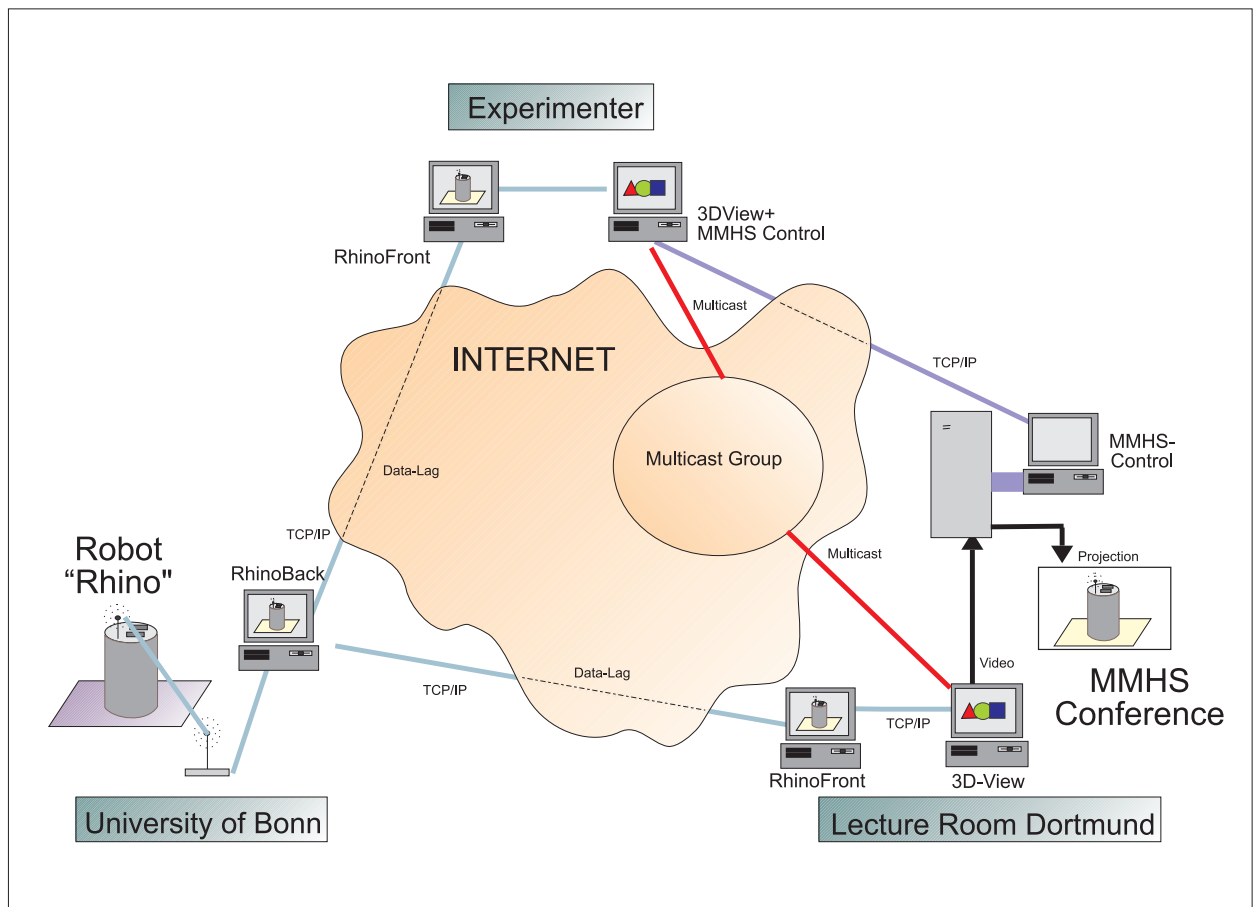 Experimenter
3DView+
MMHS Control
RhinoFront
Multicast
INTERNET
TCP/IP
MMHS-
Control
Multicast Group
Data-Lag
TCP/IP
Robot
“Rhino"
RhinoBack
Multicast
Projection
Data-Lag
Video
TCP/IP
MMHS
Conference
TCP/IP
RhinoFront
3D-View
University of Bonn
Lecture Room Dortmund